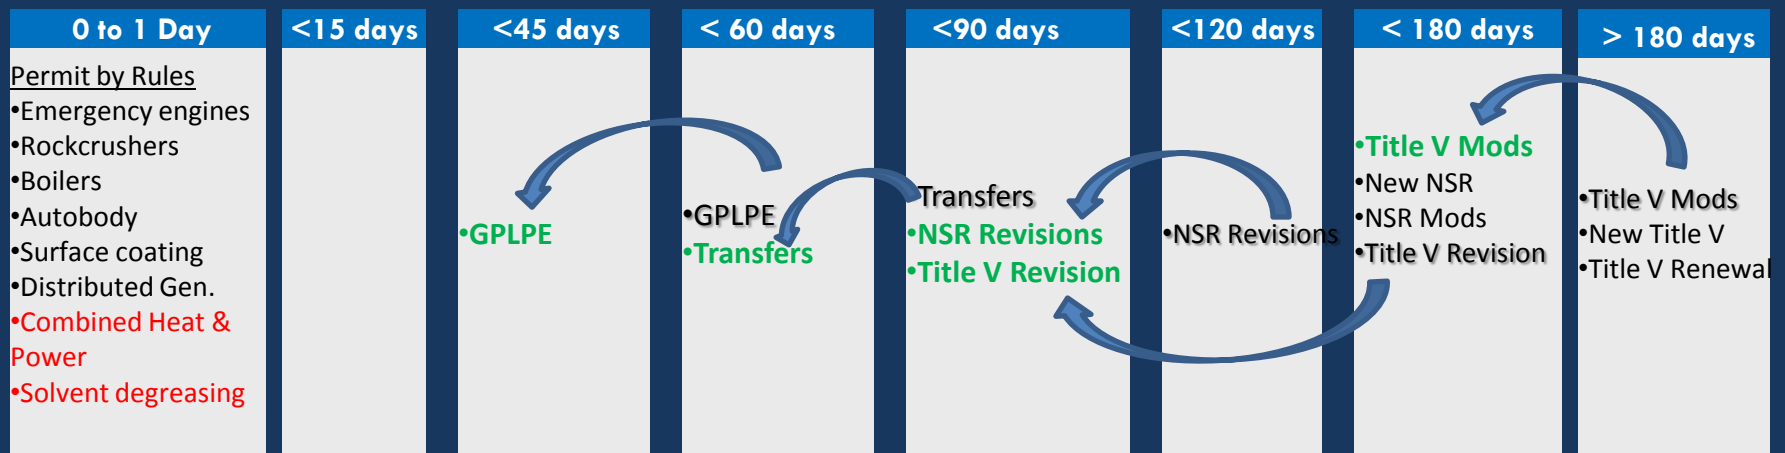 0 to 1 Day
Permit by Rules
•Emergency engines
•Rockcrushers
•Boilers
•Autobody
•Surface coating
•Distributed Gen.
•Combined Heat &
Power
•Solvent degreasing
<15 days
<45 days
•GPLPE
< 60 days
•GPLPE
•Transfers
<90 days
Transfers
•NSR Revisions
•Title V Revision
<120 days
•NSR Revisions
< 180 days
•Title V Mods
•New NSR
•NSR Mods
•Title V Revision
> 180 days
•Title V Mods
•New Title V
•Title V Renewal